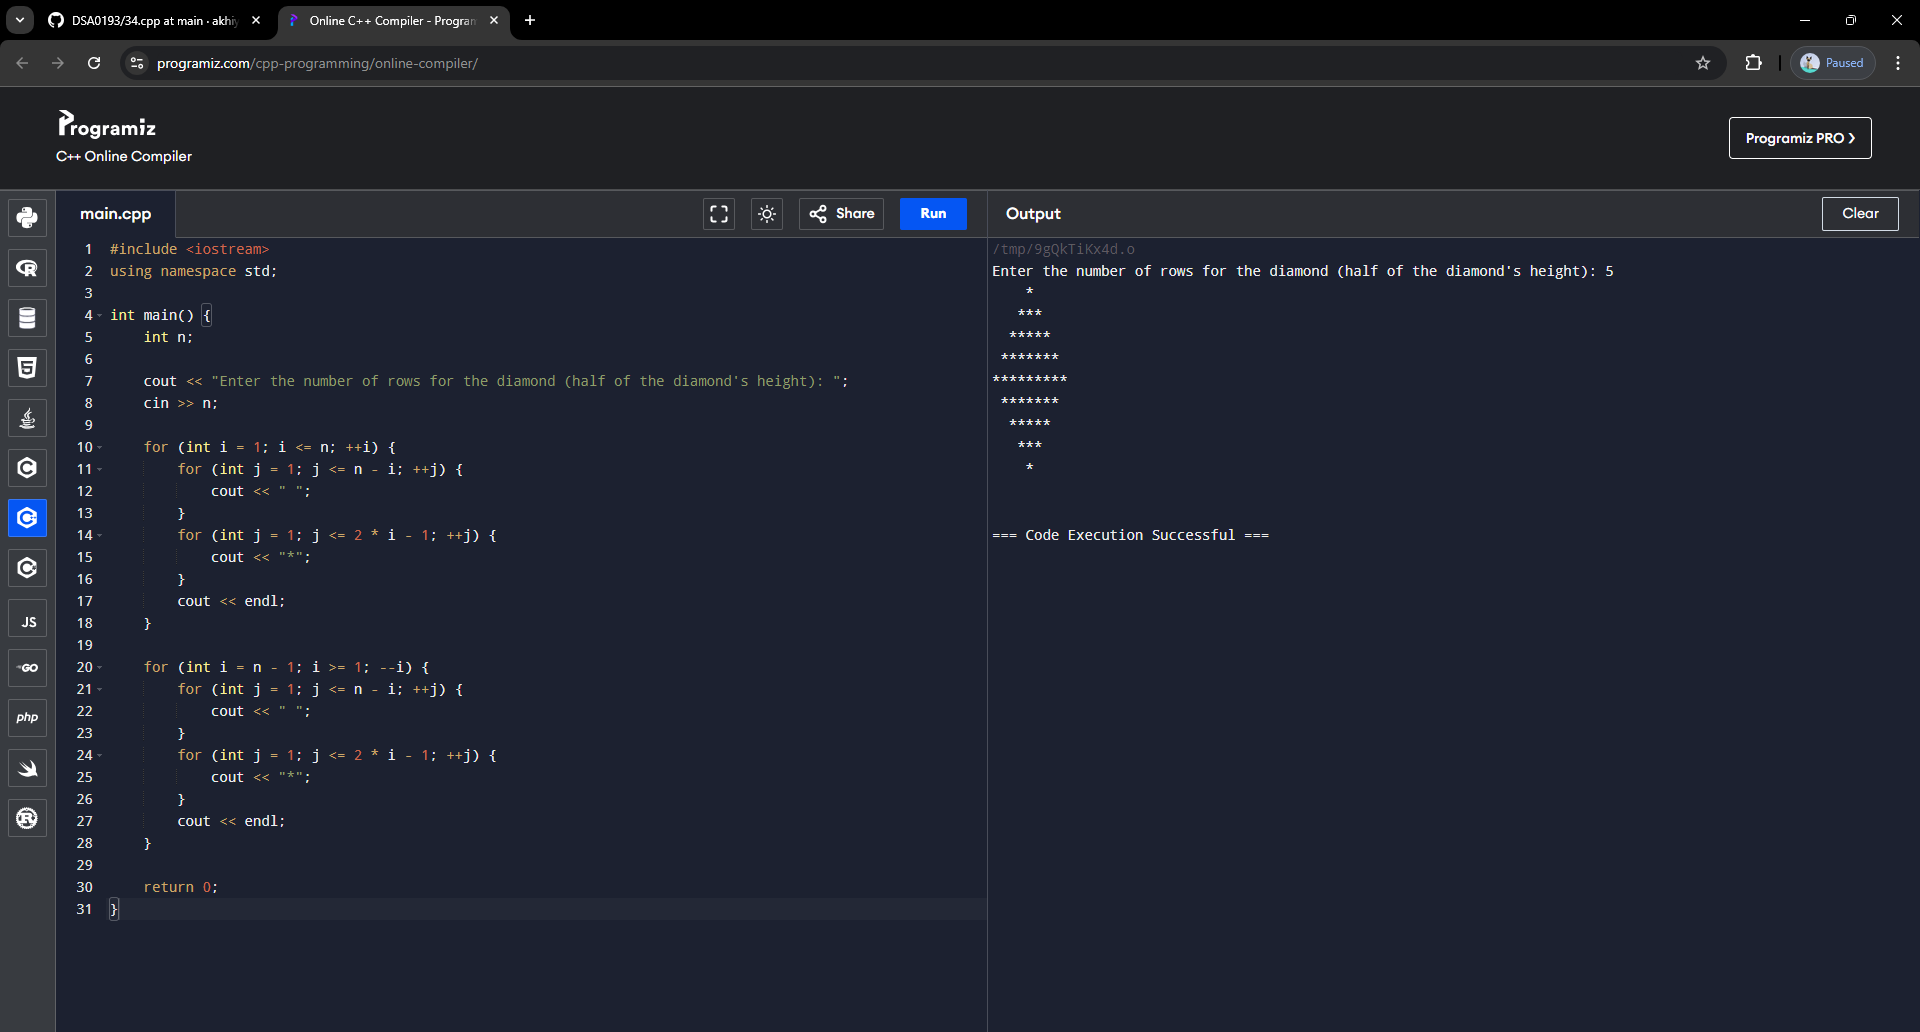 DSA0193/34.cpp at main · akhiy
Online C++ Compiler - Program
programiz.com/cpp-programming/online-compiler/
Paused
Programiz
C++ Online Compiler
Programiz PRO ❯
main.cpp
Share
Run
Output
Clear
1 #include <iostream>
2 using namespace std;
3
4 int main() {
5     int n;
6
7     cout << "Enter the number of rows for the diamond (half of the diamond's height): ";
8     cin >> n;
9
10     for (int i = 1; i <= n; ++i) {
11         for (int j = 1; j <= n - i; ++j) {
12             cout << " ";
13         }
14         for (int j = 1; j <= 2 * i - 1; ++j) {
15             cout << "*";
16         }
17         cout << endl;
18     }
19
20     for (int i = n - 1; i >= 1; --i) {
21         for (int j = 1; j <= n - i; ++j) {
22             cout << " ";
23         }
24         for (int j = 1; j <= 2 * i - 1; ++j) {
25             cout << "*";
26         }
27         cout << endl;
28     }
29
30     return 0;
31 }
/tmp/9gQkTiKx4d.o
Enter the number of rows for the diamond (half of the diamond's height): 5
    *
   ***
  *****
 *******
*********
 *******
  *****
   ***
    *
=== Code Execution Successful ===
JS
GO
php